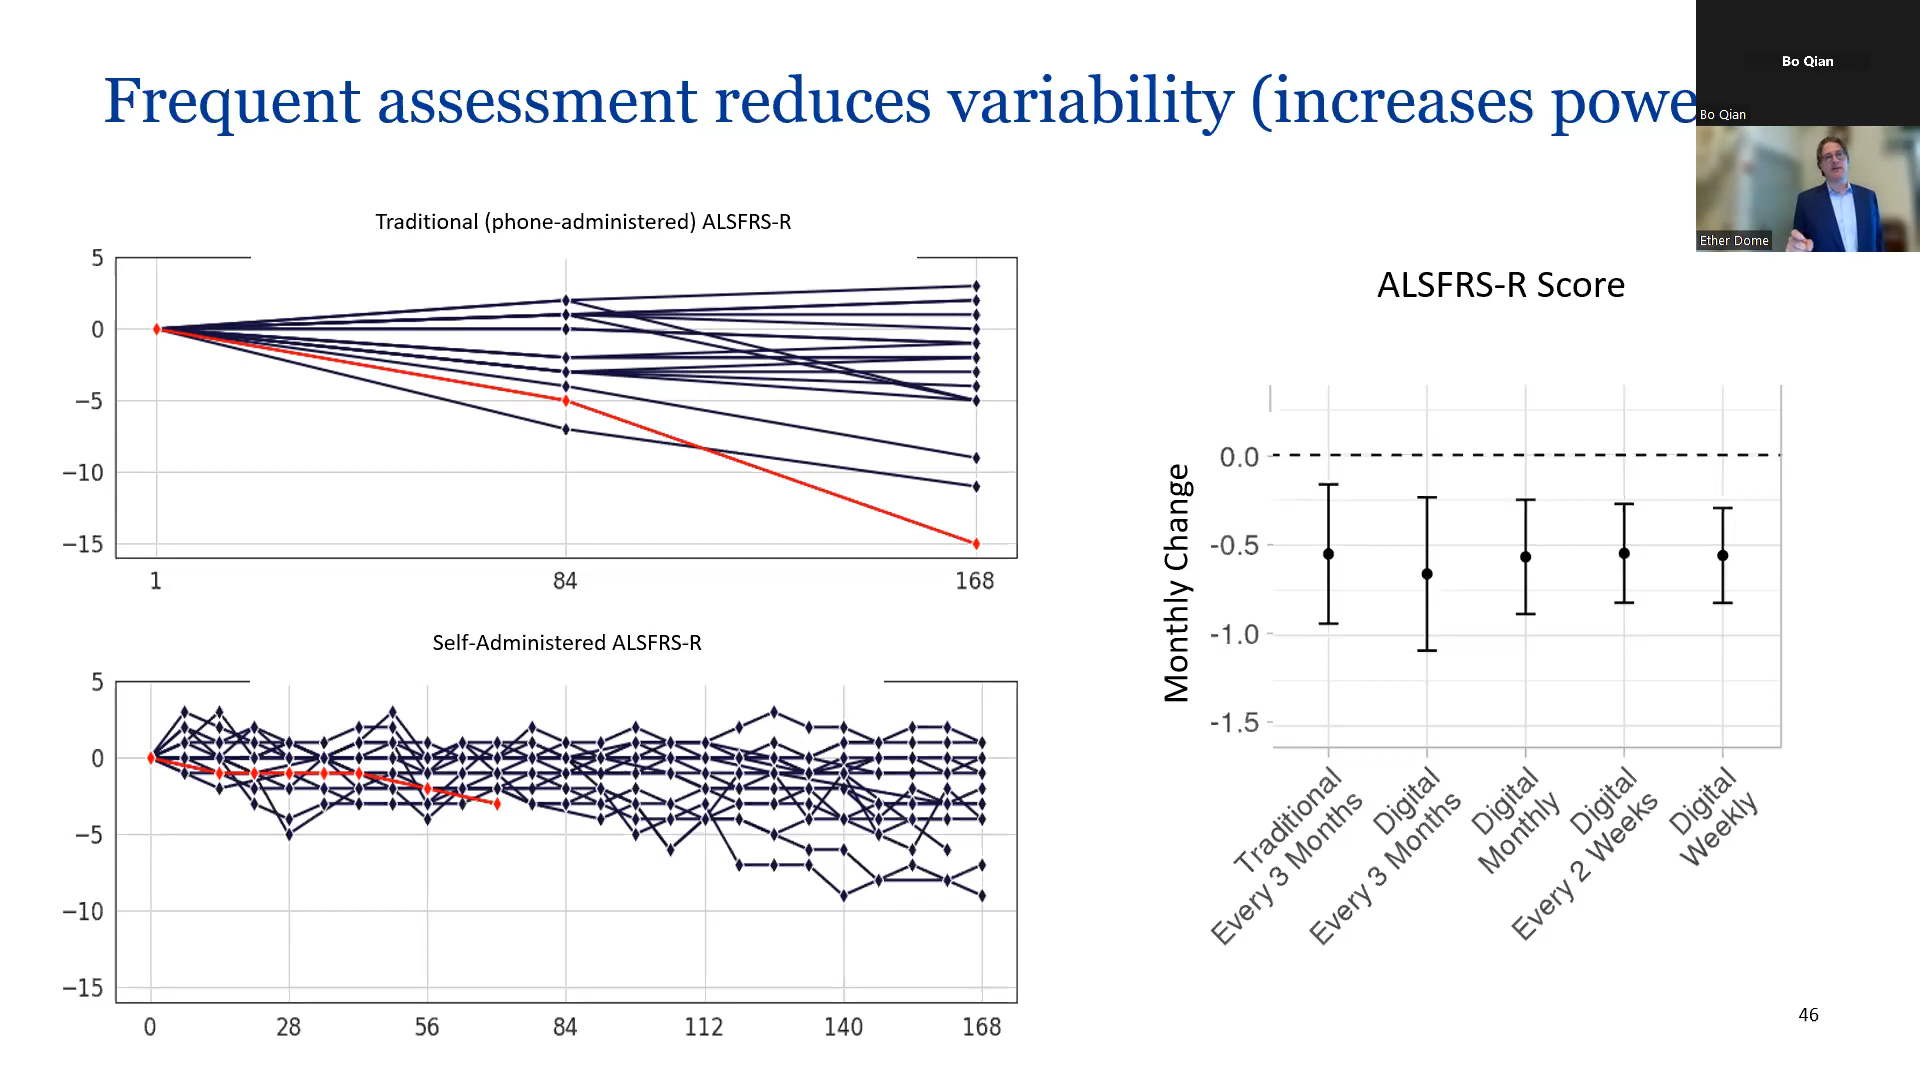 Frequent assessment reduces variability (increases powe
Bo Qian
Bo Qian
Ether Dome
Traditional (phone-administered) ALSFRS-R
5
0
−5
−10
−15
1 84 168
Self-Administered ALSFRS-R
5
0
−5
−10
−15
0 28 56 84 112 140 168
ALSFRS-R Score
Monthly Change
0.0
-0.5
-1.0
-1.5
Traditional
Every 3 Months
Digital
Every 3 Months
Digital
Monthly
Digital
Every 2 Weeks
Digital
Weekly
46